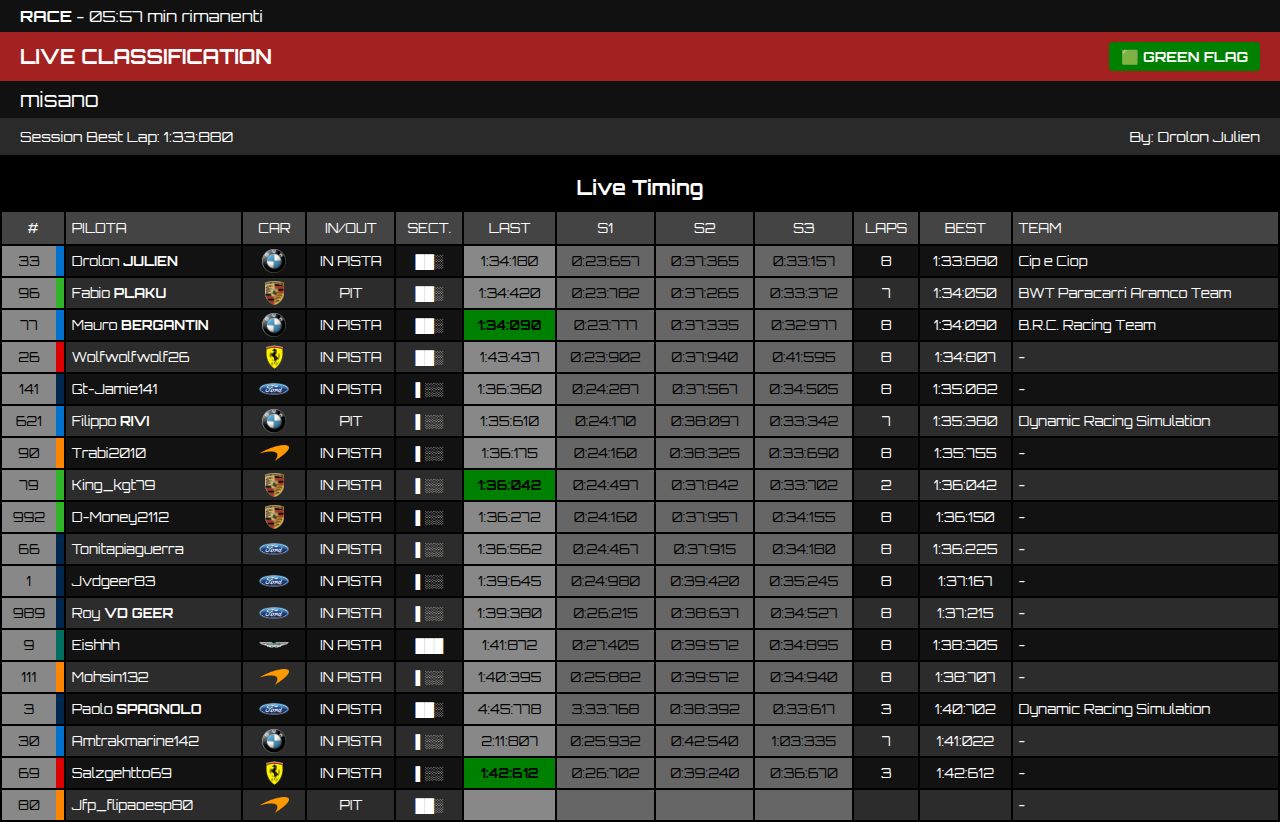 RACE - 05:57 min rimanenti
LIVE CLASSIFICATION GREEN FLAG
misano
Session Best Lap: 1:33:880 By: Drolon Julien
Live Timing
# PILOTA CAR IN/OUT SECT. LAST S1 S2 S3 LAPS BEST TEAM
33 Drolon JULIEN IN PISTA 1:34:180 0:23:657 0:37:365 0:33:157 8 1:33:880 Cip e Ciop
96 Fabio PLAKU PIT 1:34:420 0:23:782 0:37:265 0:33:372 7 1:34:050 BWT Paracarri Aramco Team
77 Mauro BERGANTIN IN PISTA 1:34:090 0:23:777 0:37:335 0:32:977 8 1:34:090 B.R.C. Racing Team
26 Wolfwolfwolf26 IN PISTA 1:43:437 0:23:902 0:37:940 0:41:595 8 1:34:807 -
141 Gt-Jamie141 Ford IN PISTA 1:36:360 0:24:287 0:37:567 0:34:505 8 1:35:082 -
621 Filippo RIVI PIT 1:35:610 0:24:170 0:38:097 0:33:342 7 1:35:380 Dynamic Racing Simulation
90 Trabi2010 IN PISTA 1:36:175 0:24:160 0:38:325 0:33:690 8 1:35:755 -
79 King_kgt79 IN PISTA 1:36:042 0:24:497 0:37:842 0:33:702 2 1:36:042 -
992 D-Money2112 IN PISTA 1:36:272 0:24:160 0:37:957 0:34:155 8 1:36:150 -
66 Tonitapiaguerra Ford IN PISTA 1:36:562 0:24:467 0:37:915 0:34:180 8 1:36:225 -
1 Jvdgeer83 Ford IN PISTA 1:39:645 0:24:980 0:39:420 0:35:245 8 1:37:167 -
989 Roy VD GEER Ford IN PISTA 1:39:380 0:26:215 0:38:637 0:34:527 8 1:37:215 -
9 Eishhh IN PISTA 1:41:872 0:27:405 0:39:572 0:34:895 8 1:38:305 -
111 Mohsin132 IN PISTA 1:40:395 0:25:882 0:39:572 0:34:940 8 1:38:707 -
3 Paolo SPAGNOLO Ford IN PISTA 4:45:778 3:33:768 0:38:392 0:33:617 3 1:40:702 Dynamic Racing Simulation
30 Amtrakmarine142 IN PISTA 2:11:807 0:25:932 0:42:540 1:03:335 7 1:41:022 -
69 Salzgehtto69 IN PISTA 1:42:612 0:26:702 0:39:240 0:36:670 3 1:42:612 -
80 Jfp_flipaoesp80 PIT -